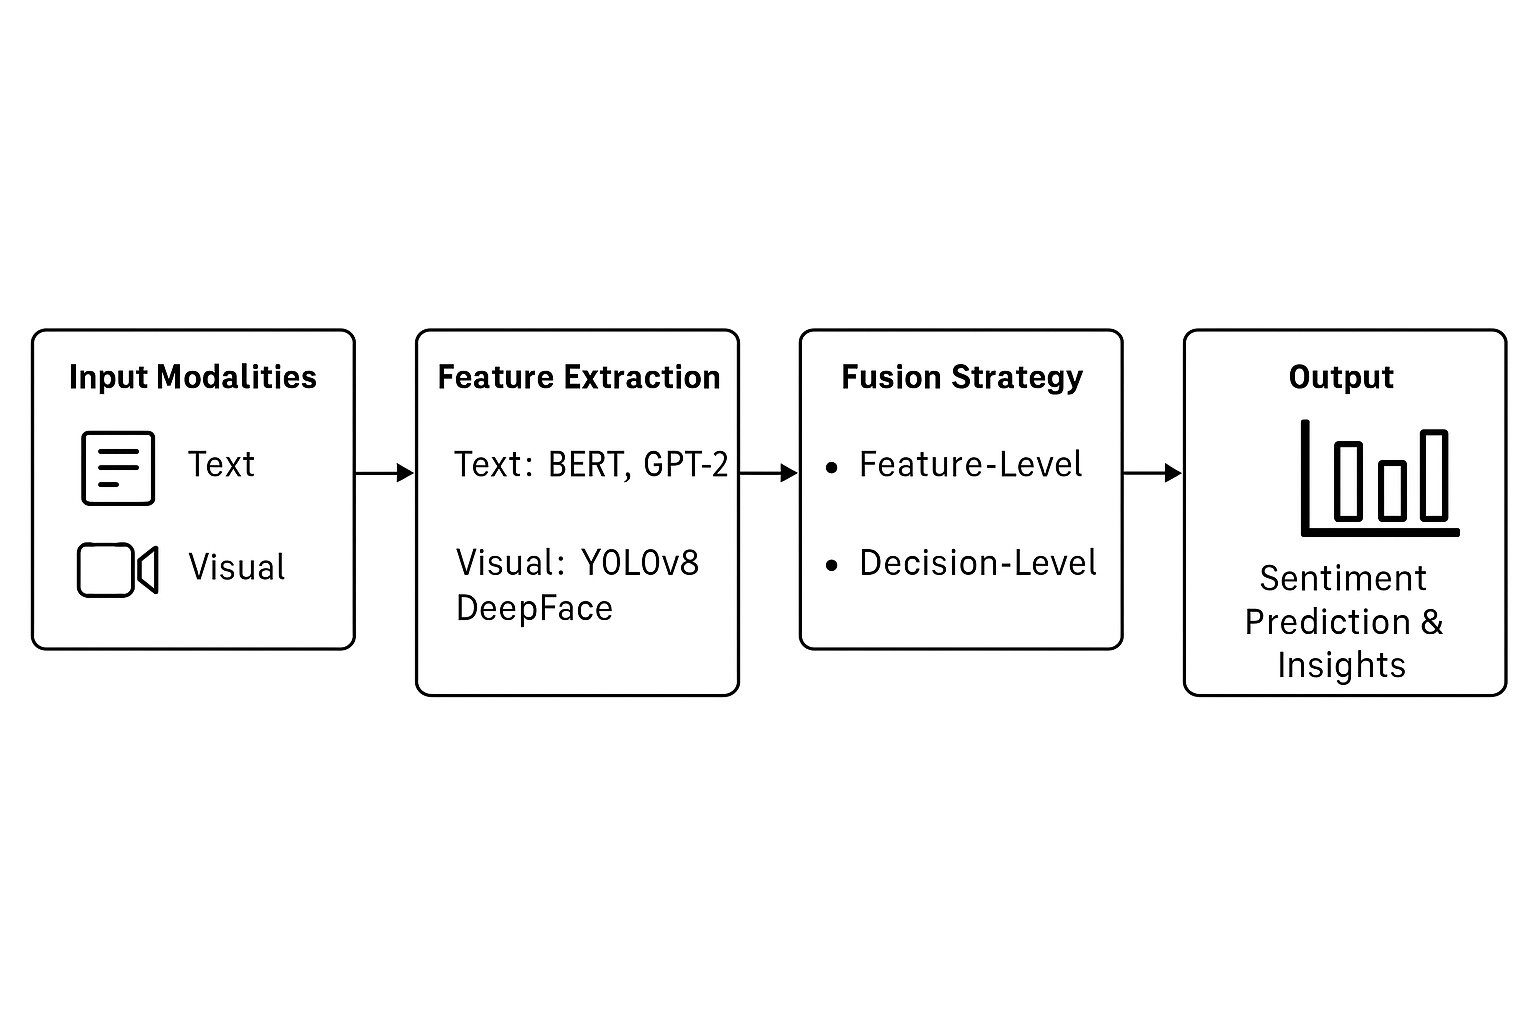 Input Modalities
Text
Visual
Feature Extraction
Text: BERT, GPT-2
Visual: YOLOv8
DeepFace
Fusion Strategy
• Feature-Level
• Decision-Level
Output
Sentiment
Prediction &
Insights